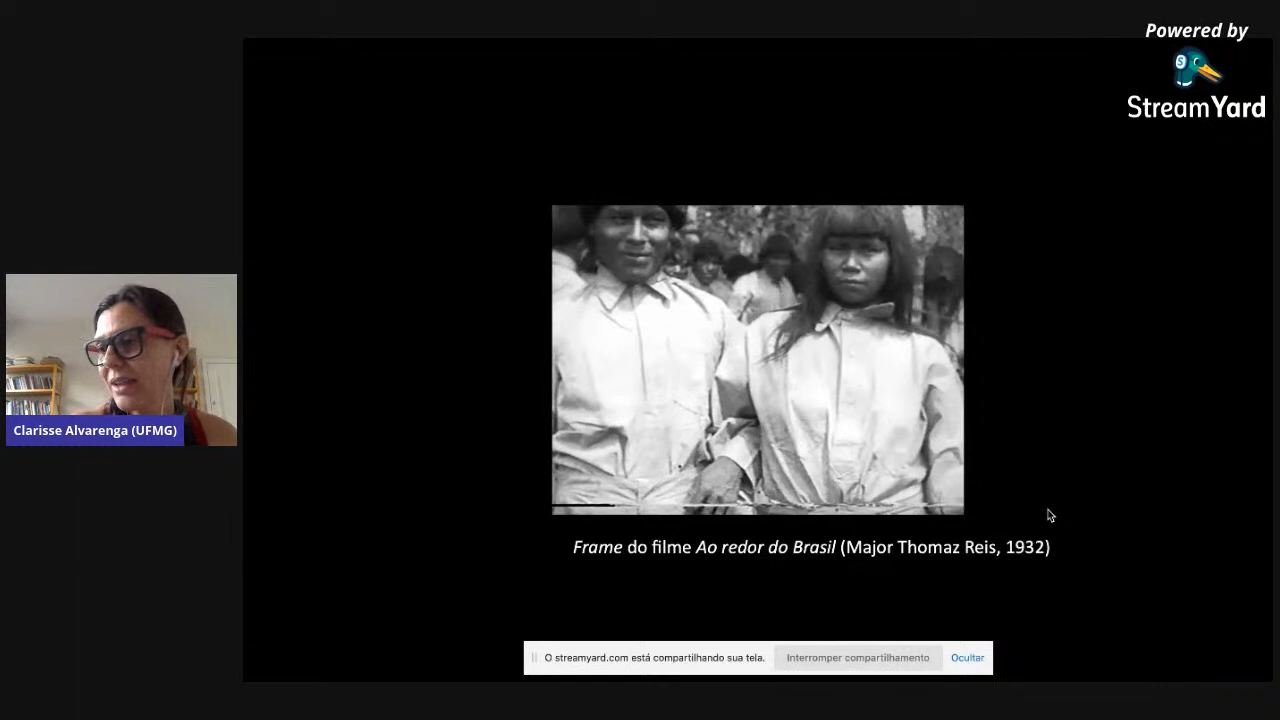 Powered by
StreamYard
Clarisse Alvarenga (UFMG)
Frame do filme Ao redor do Brasil (Major Thomaz Reis, 1932)
O streamyard.com está compartilhando sua tela. Interromper compartilhamento Ocultar